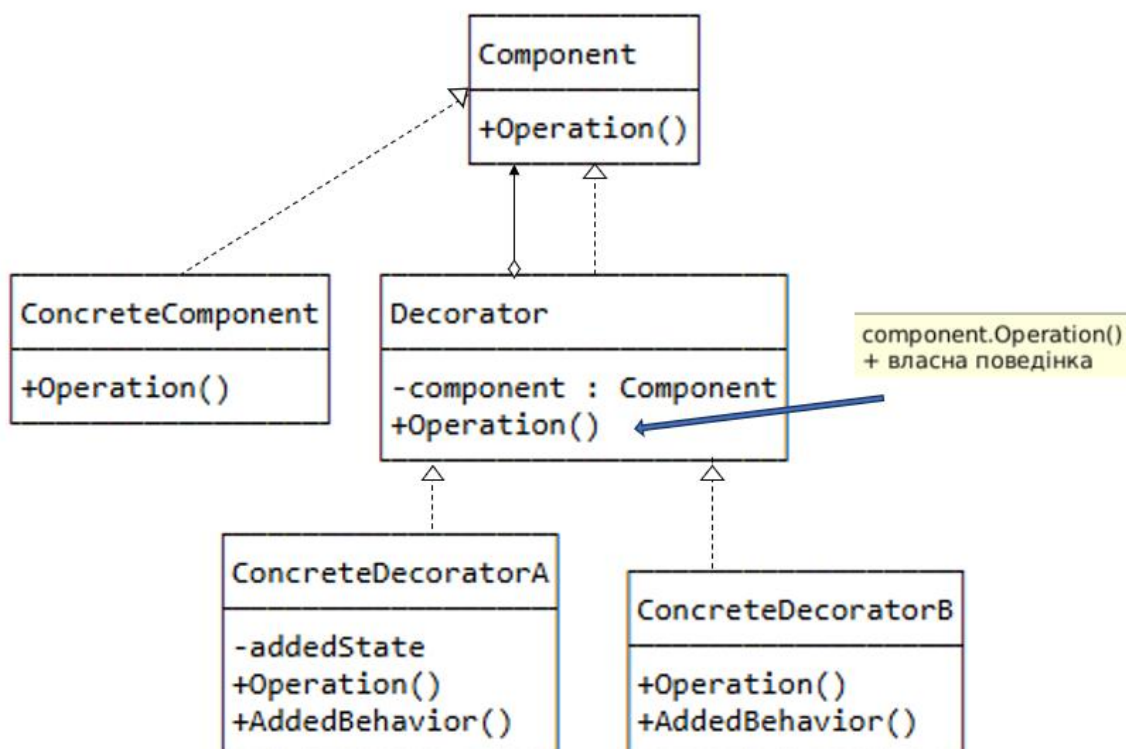 Component
+Operation()
ConcreteComponent
+Operation()
Decorator
-component : Component
+Operation()
component.Operation()
+ власна поведінка
ConcreteDecoratorA
-addedState
+Operation()
+AddedBehavior()
ConcreteDecoratorB
+Operation()
+AddedBehavior()